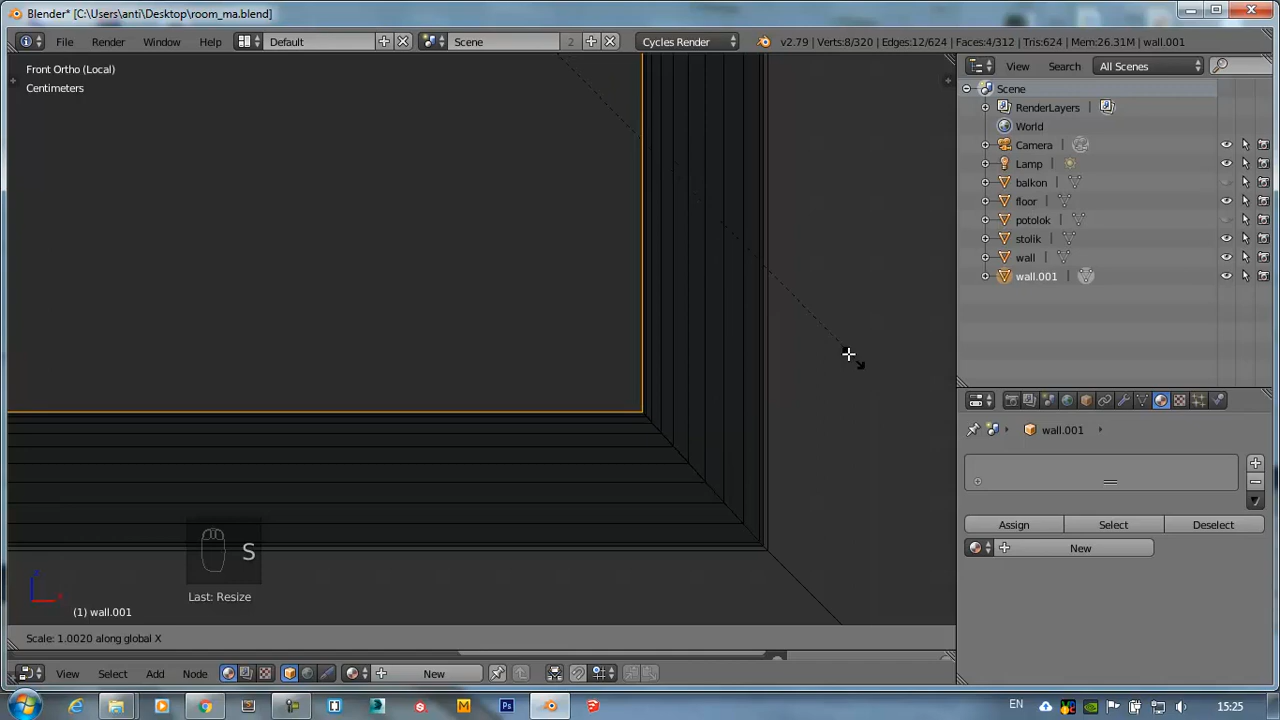 Blender* [C:\Users\anti\Desktop\room_ma.blend]
File Render Window Help Default Scene 2 Cycles Render v2.79 | Verts:8/320 | Edges:12/624 | Faces:4/312 | Tris:624 | Mem:26.31M | wall.001
Front Ortho (Local)
Centimeters
View Search All Scenes
Scene
RenderLayers
World
Camera
Lamp
balkon
floor
potolok
stolik
wall
wall.001
wall.001
Assign Select Deselect
New
S
Last: Resize
z
x
(1) wall.001
Scale: 1.0020 along global X
View Select Add Node New
Ps
M
EN
15:25